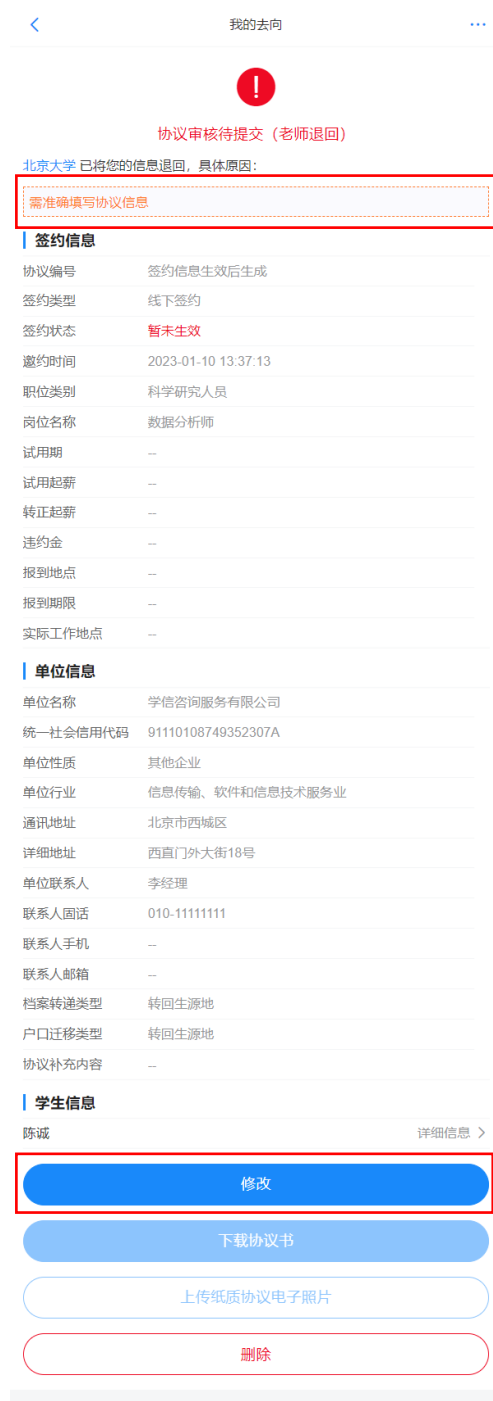 我的去向
协议审核待提交（老师退回）
北京大学 已将您的信息退回，具体原因：
需准确填写协议信息
签约信息
协议编号 签约信息生效后生成
签约类型 线下签约
签约状态 暂未生效
邀约时间 2023-01-10 13:37:13
职位类别 科学研究人员
岗位名称 数据分析师
试用期 --
试用起薪 --
转正起薪 --
违约金 --
报到地点 --
报到期限 --
实际工作地点 --
单位信息
单位名称 学信咨询服务有限公司
统一社会信用代码 91110108749352307A
单位性质 其他企业
单位行业 信息传输、软件和信息技术服务业
通讯地址 北京市西城区
详细地址 西直门外大街18号
单位联系人 李经理
联系人固话 010-11111111
联系人手机 --
联系人邮箱 --
档案转递类型 转回生源地
户口迁移类型 转回生源地
协议补充内容 --
学生信息
陈诚 详细信息
修改
下载协议书
上传纸质协议电子照片
删除